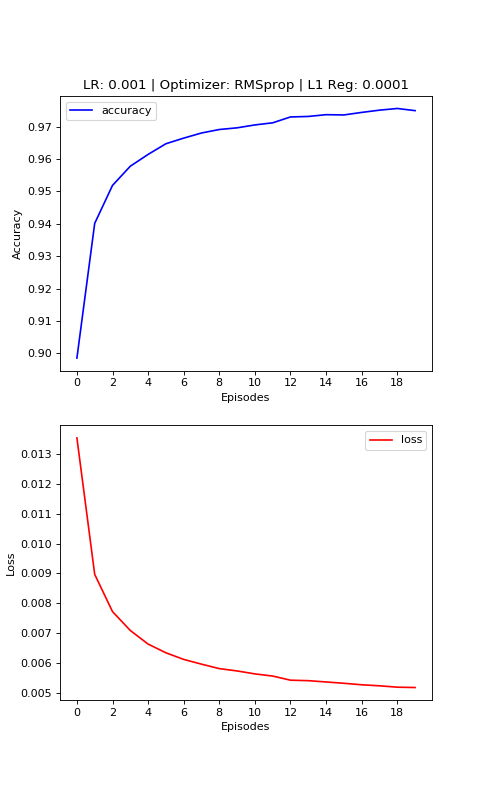 LR: 0.001 | Optimizer: RMSprop | L1 Reg: 0.0001
accuracy
0.97
0.96
0.95
0.94
0.93
0.92
0.91
0.90
Accuracy
0 2 4 6 8 10 12 14 16 18
Episodes
loss
0.013
0.012
0.011
0.010
0.009
0.008
0.007
0.006
0.005
Loss
0 2 4 6 8 10 12 14 16 18
Episodes